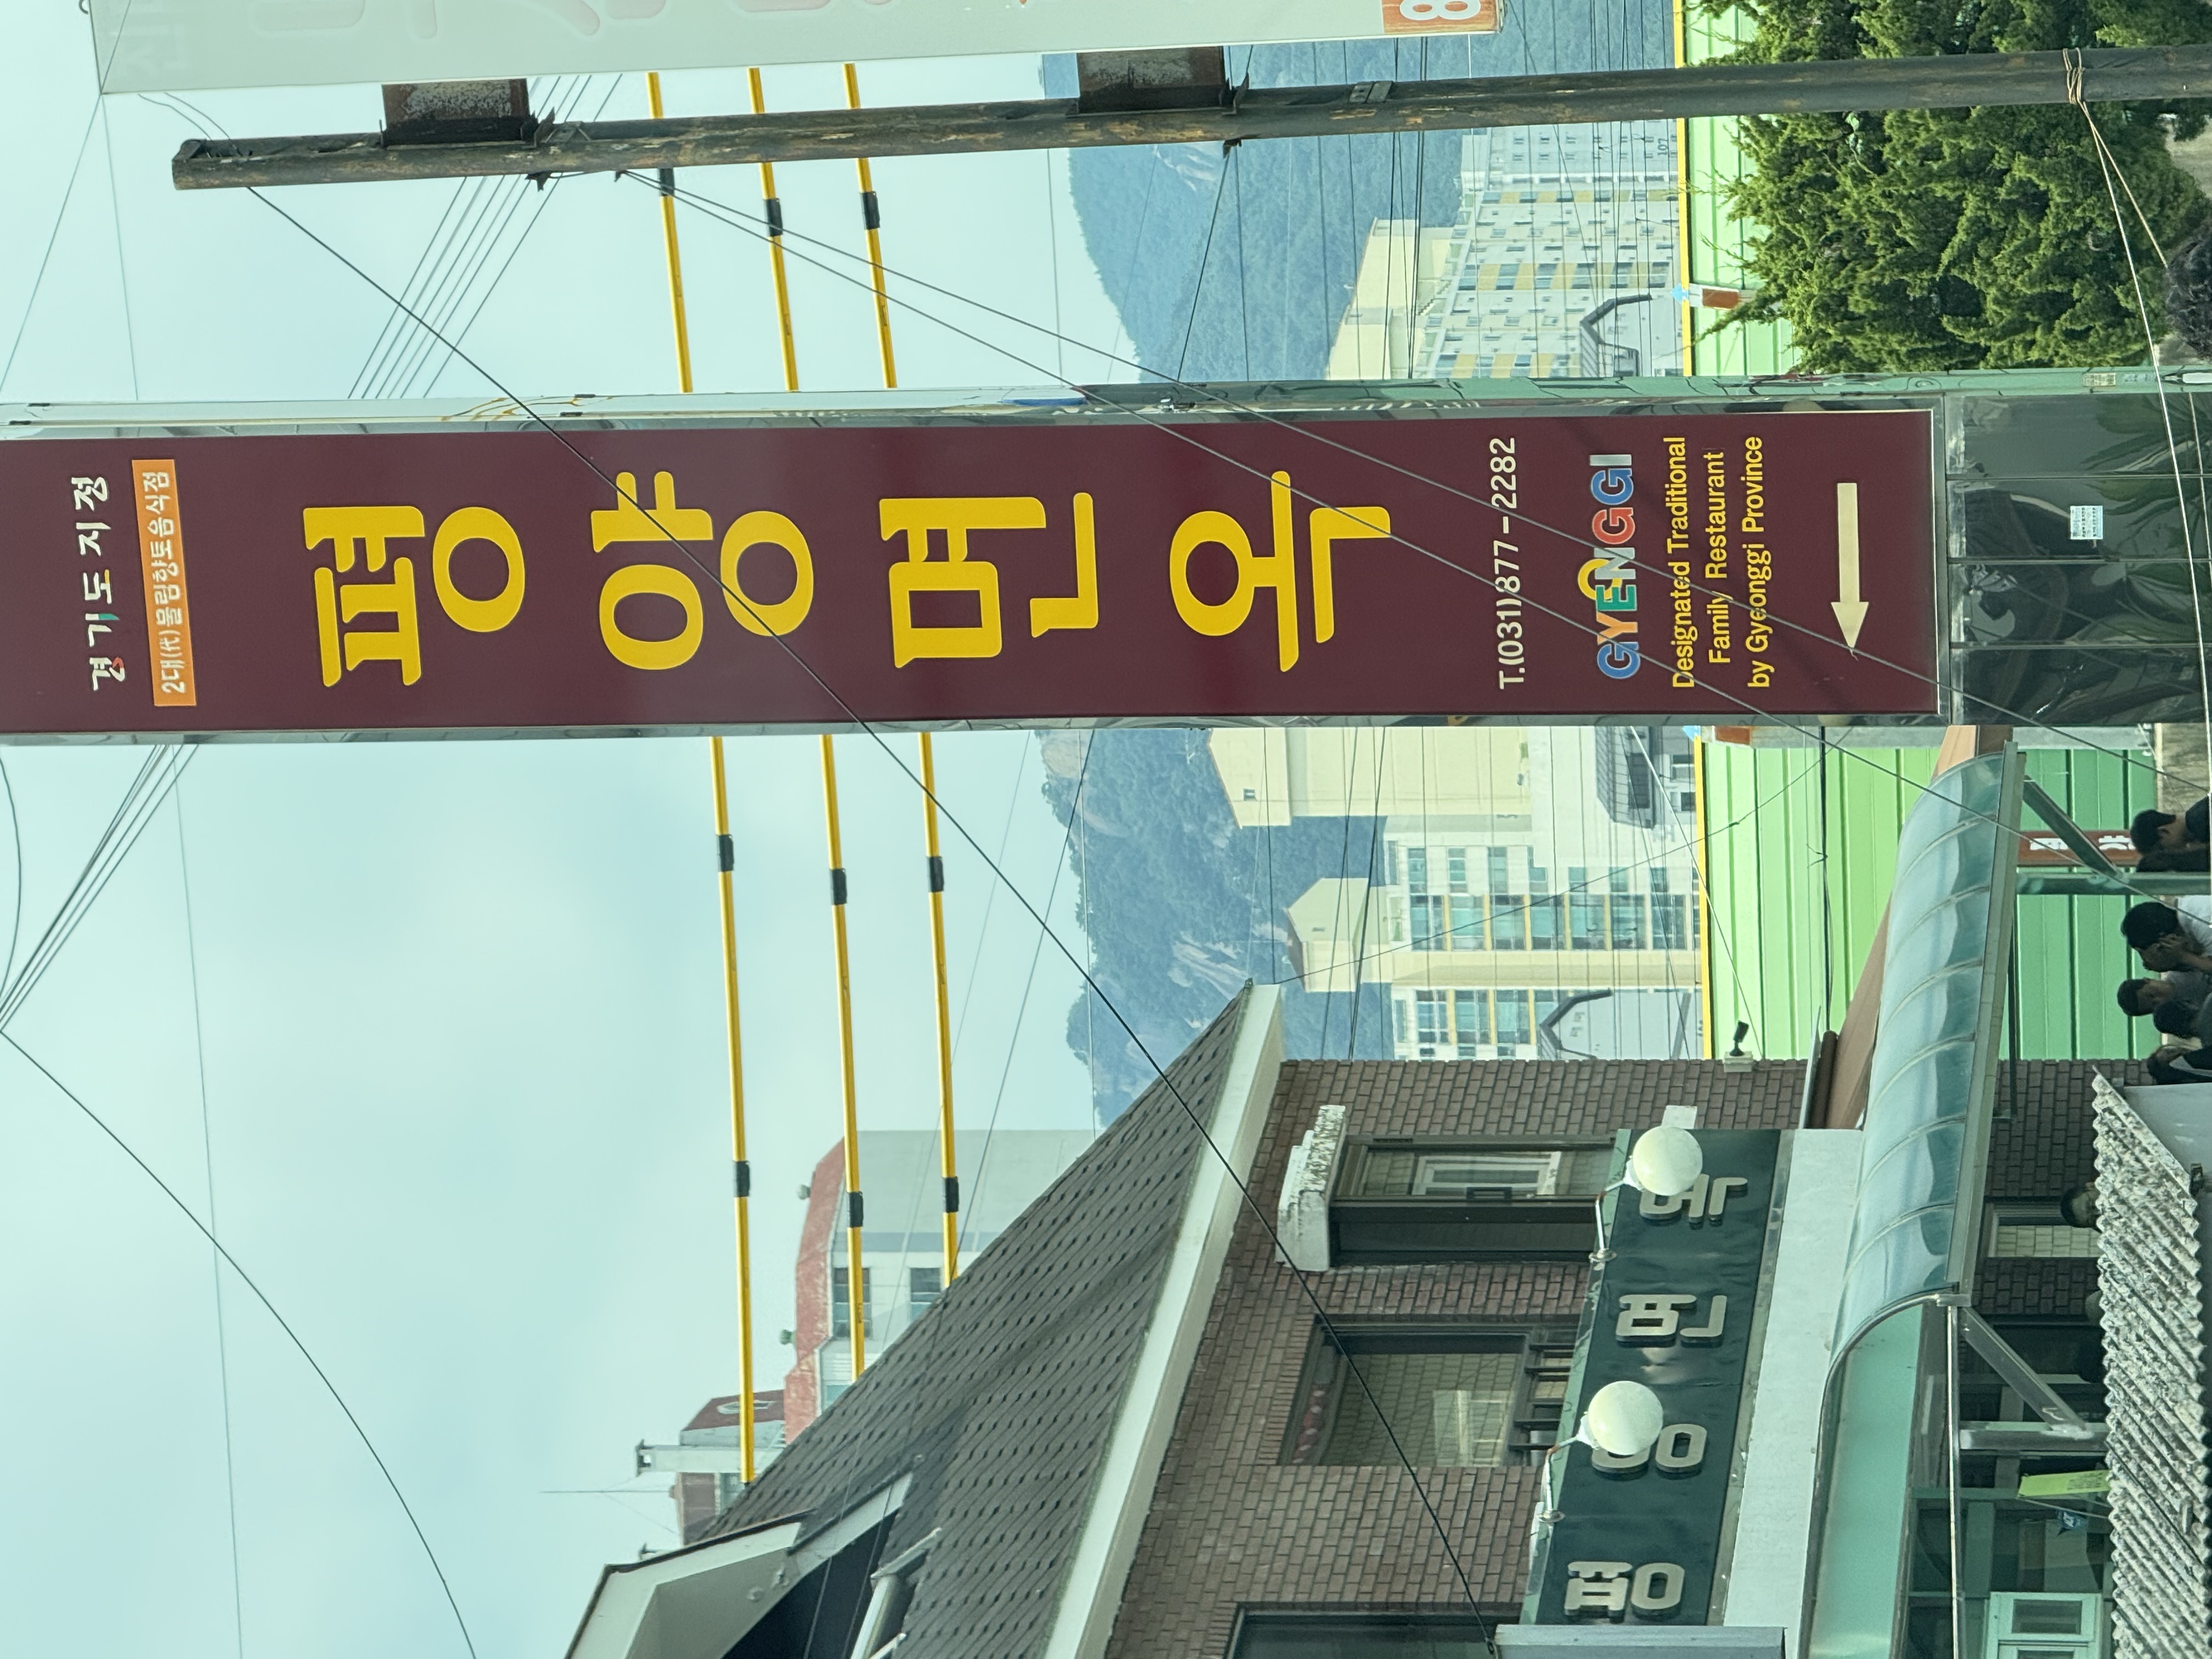 경기도지정
2대(代)물림향토음식점
평양면옥
T.(031)877-2282
GYEONGGI
Designated Traditional
Family Restaurant
by Gyeonggi Province
평양면옥
8